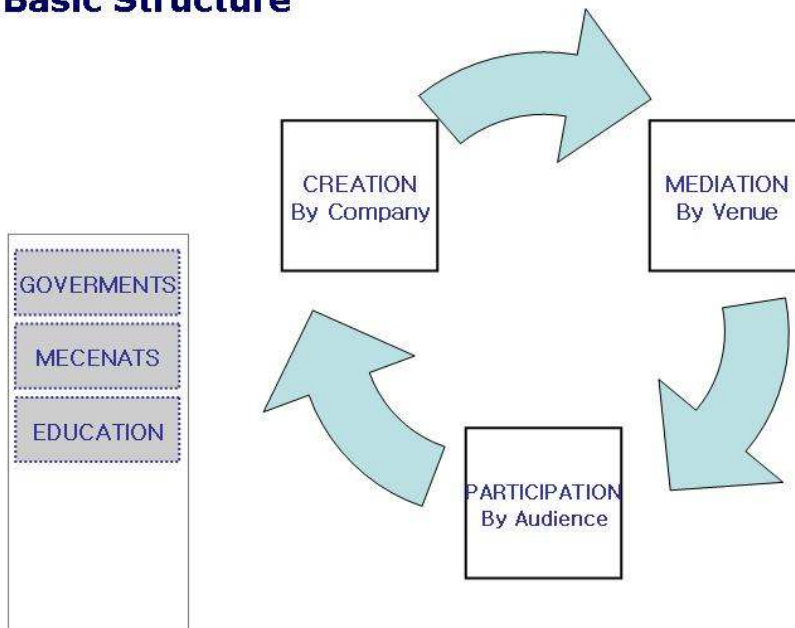 Basic Structure
CREATION
By Company
MEDIATION
By Venue
GOVERMENTS
MECENATS
EDUCATION
PARTICIPATION
By Audience